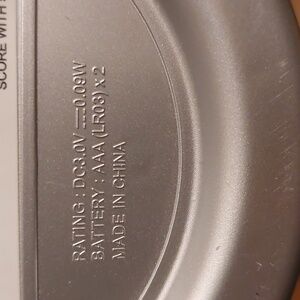 SCORE WITH
RATING : DC3.0V ⎓0.09W
BATTERY : AAA (LR03) x 2
MADE IN CHINA